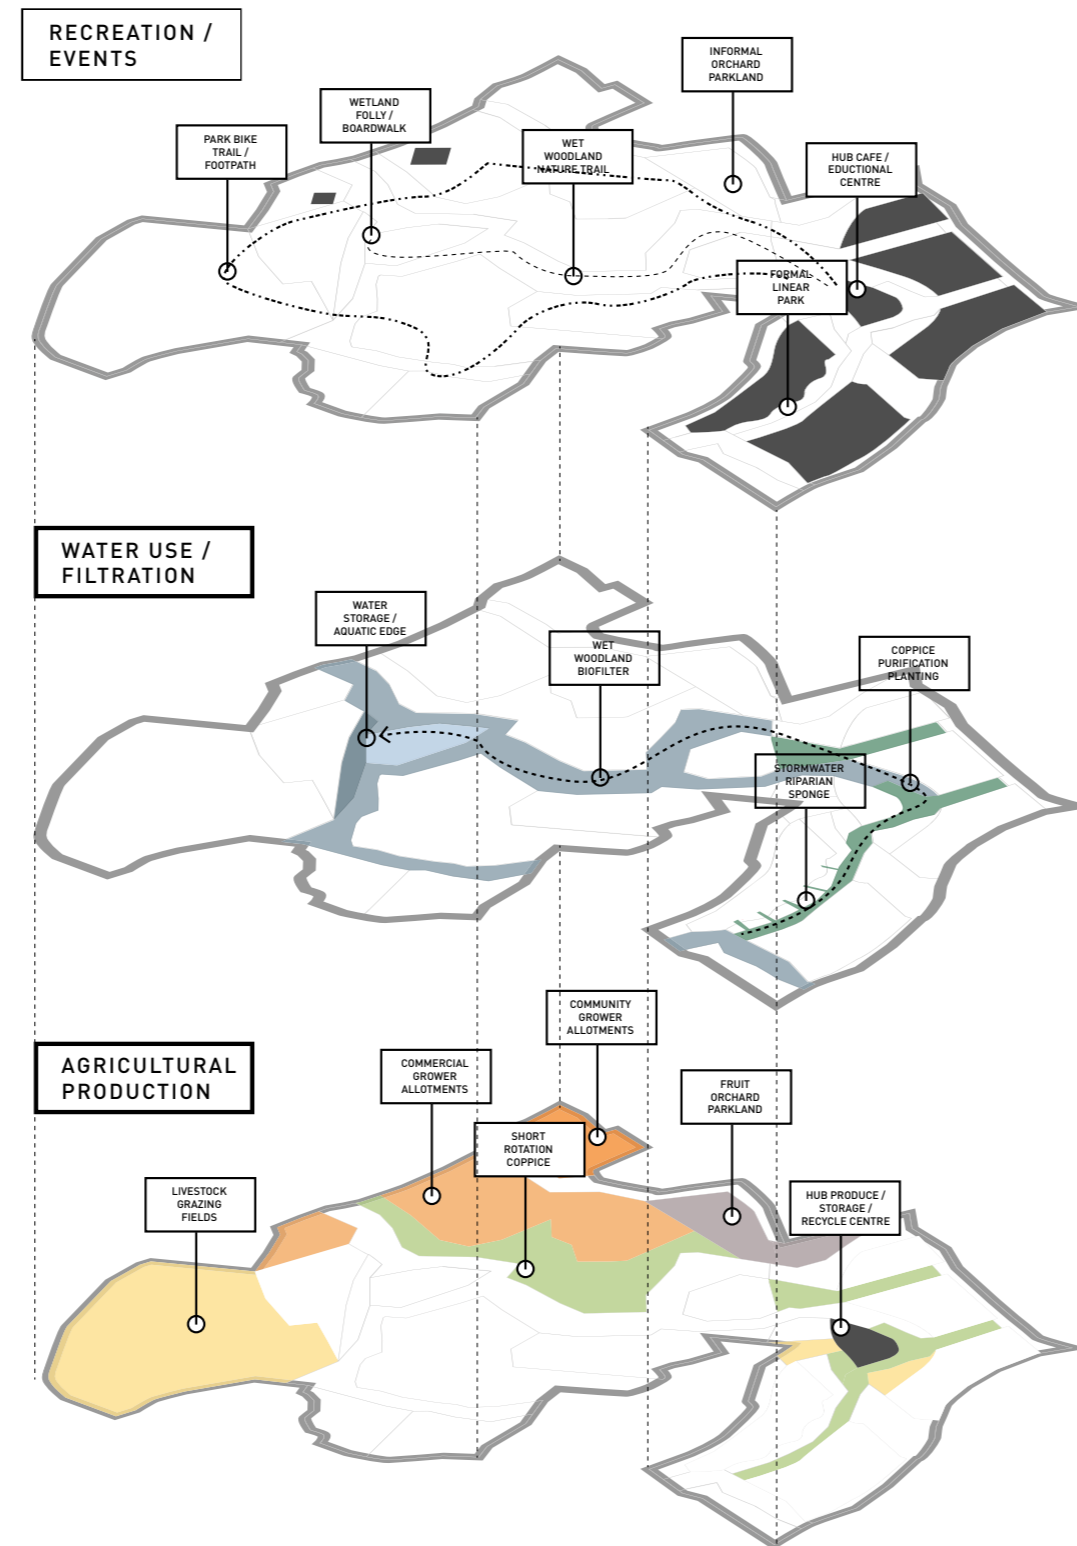 RECREATION /
EVENTS
INFORMAL
ORCHARD
PARKLAND
WETLAND
FOLLY /
BOARDWALK
PARK BIKE
TRAIL /
FOOTPATH
WET
WOODLAND
NATURE TRAIL
HUB CAFE /
EDUCTIONAL
CENTRE
FORMAL
LINEAR
PARK
WATER USE /
FILTRATION
WATER
STORAGE /
AQUATIC EDGE
WET
WOODLAND
BIOFILTER
COPPICE
PURIFICATION
PLANTING
STORMWATER
RIPARIAN
SPONGE
AGRICULTURAL
PRODUCTION
COMMUNITY
GROWER
ALLOTMENTS
COMMERCIAL
GROWER
ALLOTMENTS
FRUIT
ORCHARD
PARKLAND
SHORT
ROTATION
COPPICE
LIVESTOCK
GRAZING
FIELDS
HUB PRODUCE /
STORAGE /
RECYCLE CENTRE